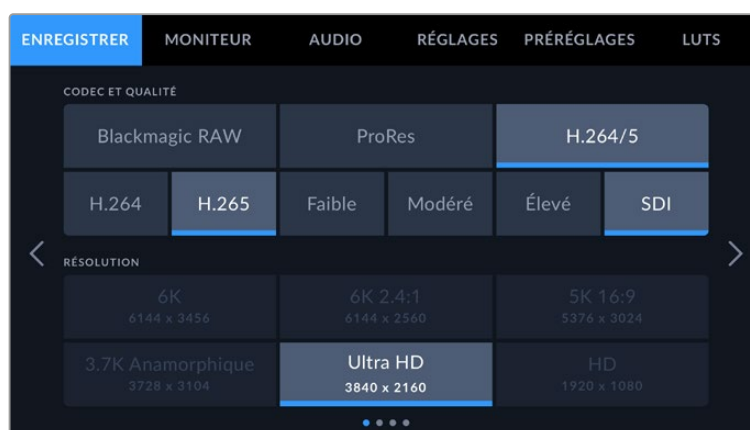 ENREGISTRER MONITEUR AUDIO RÉGLAGES PRÉRÉGLAGES LUTS
CODEC ET QUALITÉ
Blackmagic RAW ProRes H.264/5
H.264 H.265 Faible Modéré Élevé SDI
RÉSOLUTION
6K 6K 2.4:1 5K 16:9
6144 x 3456 6144 x 2560 5376 x 3024
3.7K Anamorphique Ultra HD HD
3728 x 3104 3840 x 2160 1920 x 1080